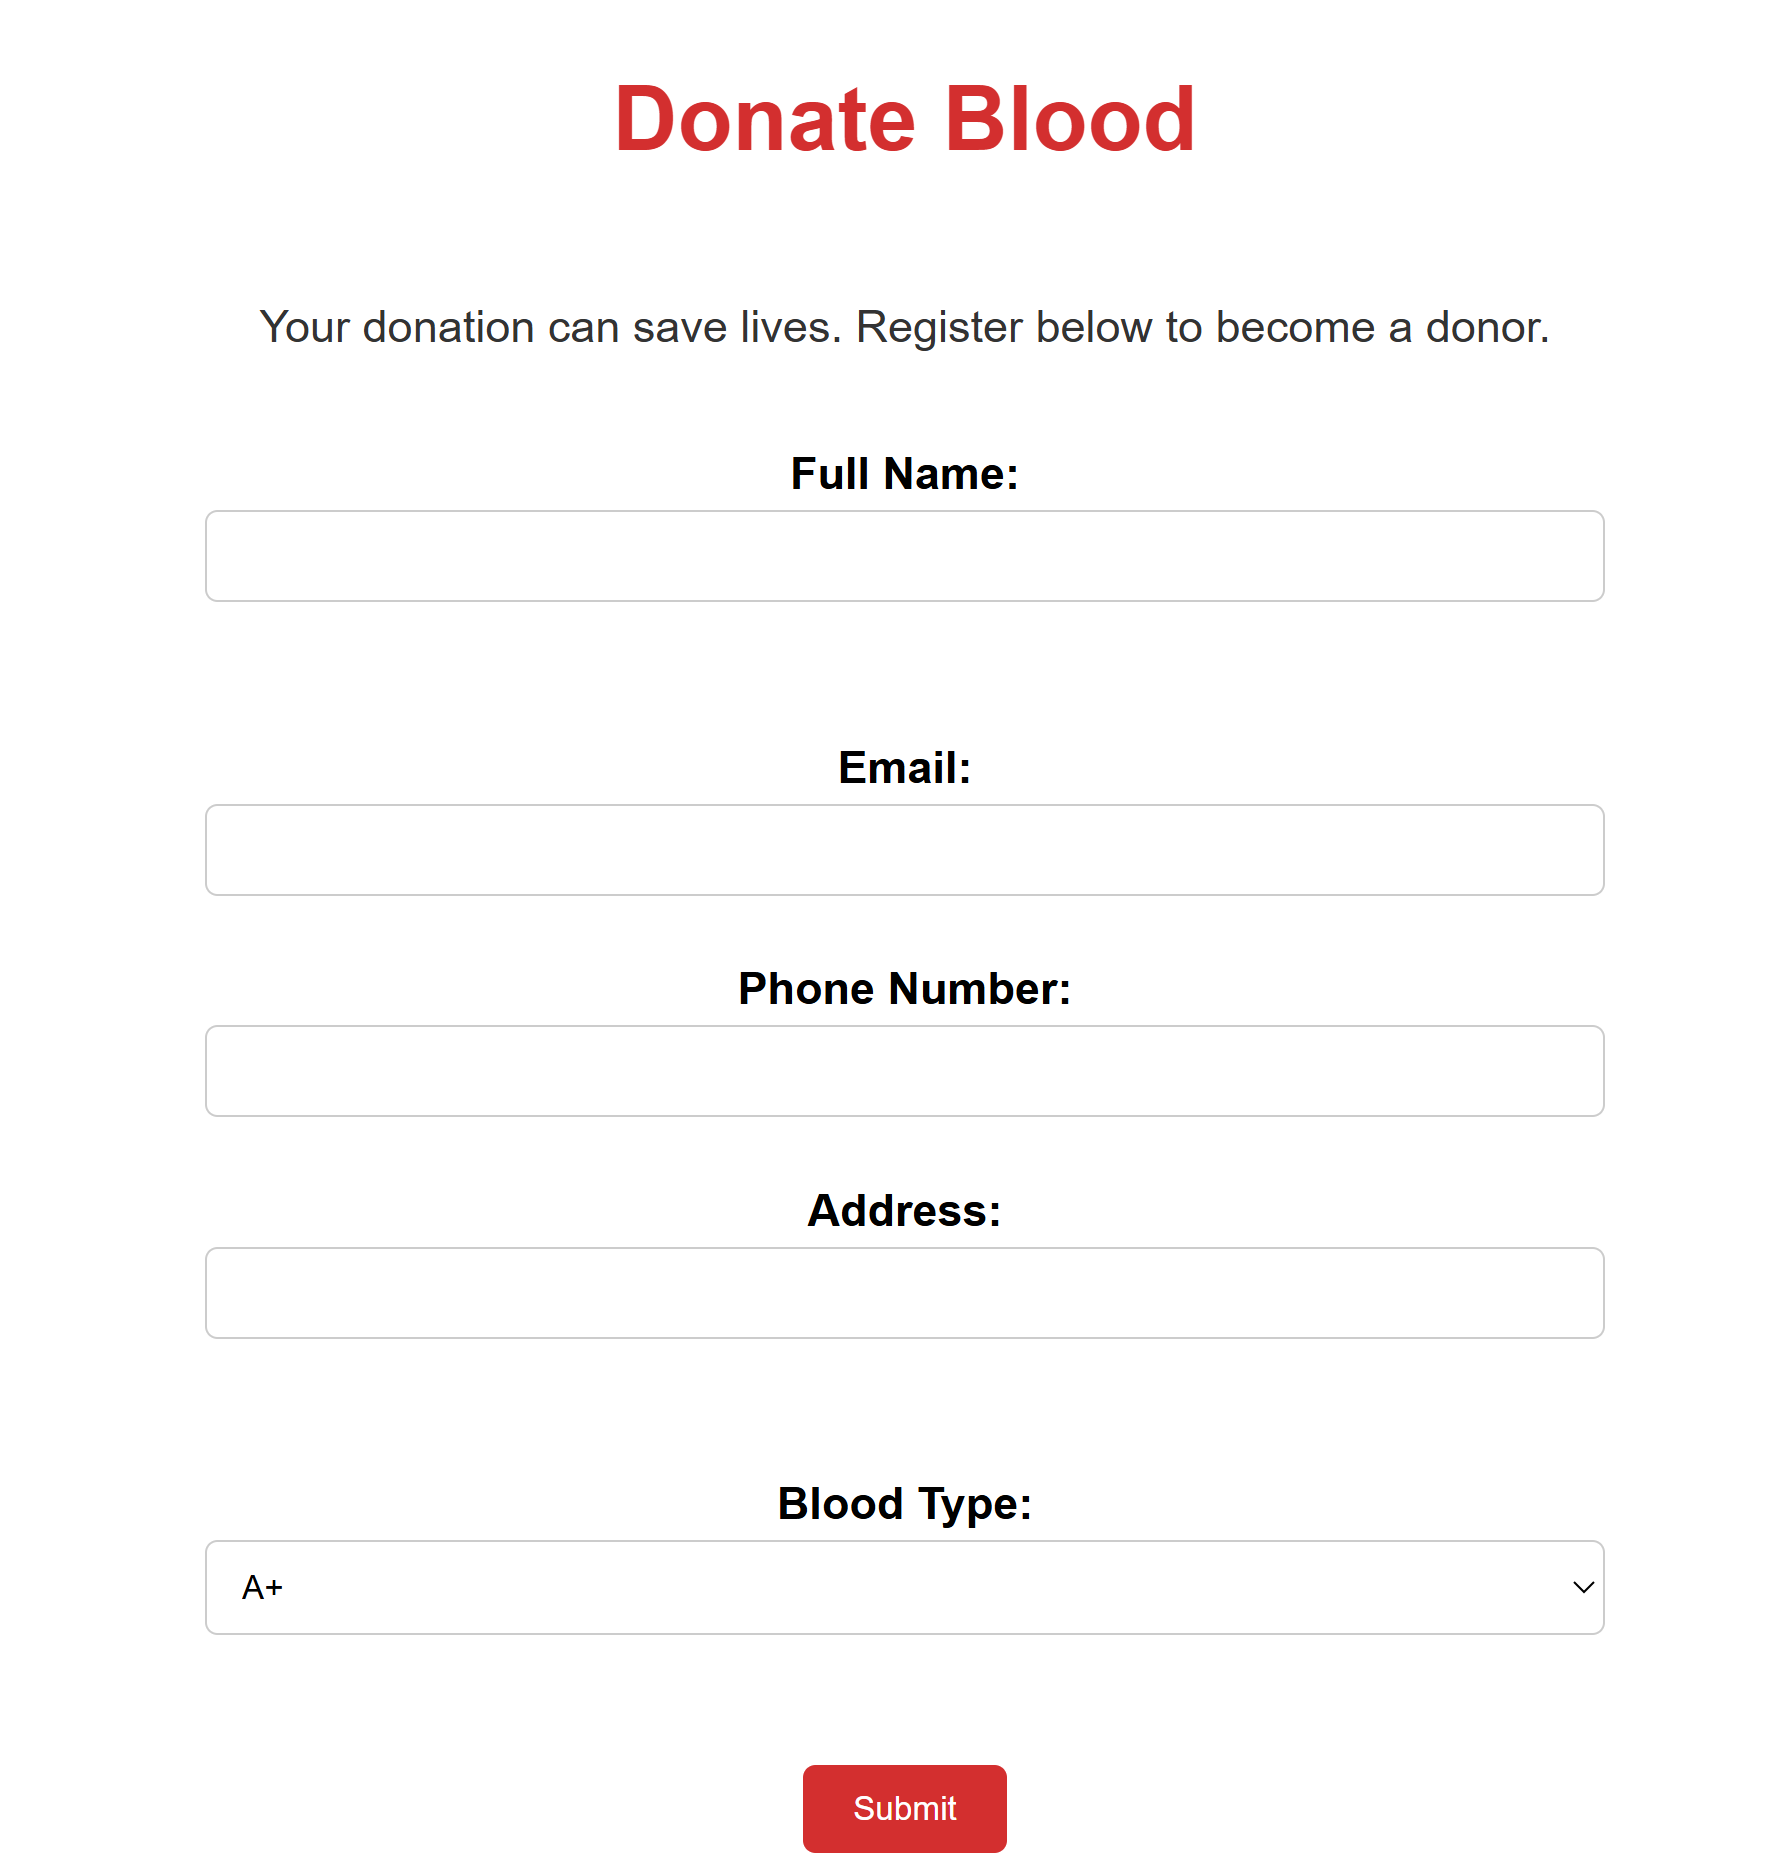 Donate Blood
Your donation can save lives. Register below to become a donor.
Full Name:
Email:
Phone Number:
Address:
Blood Type:
A+
Submit